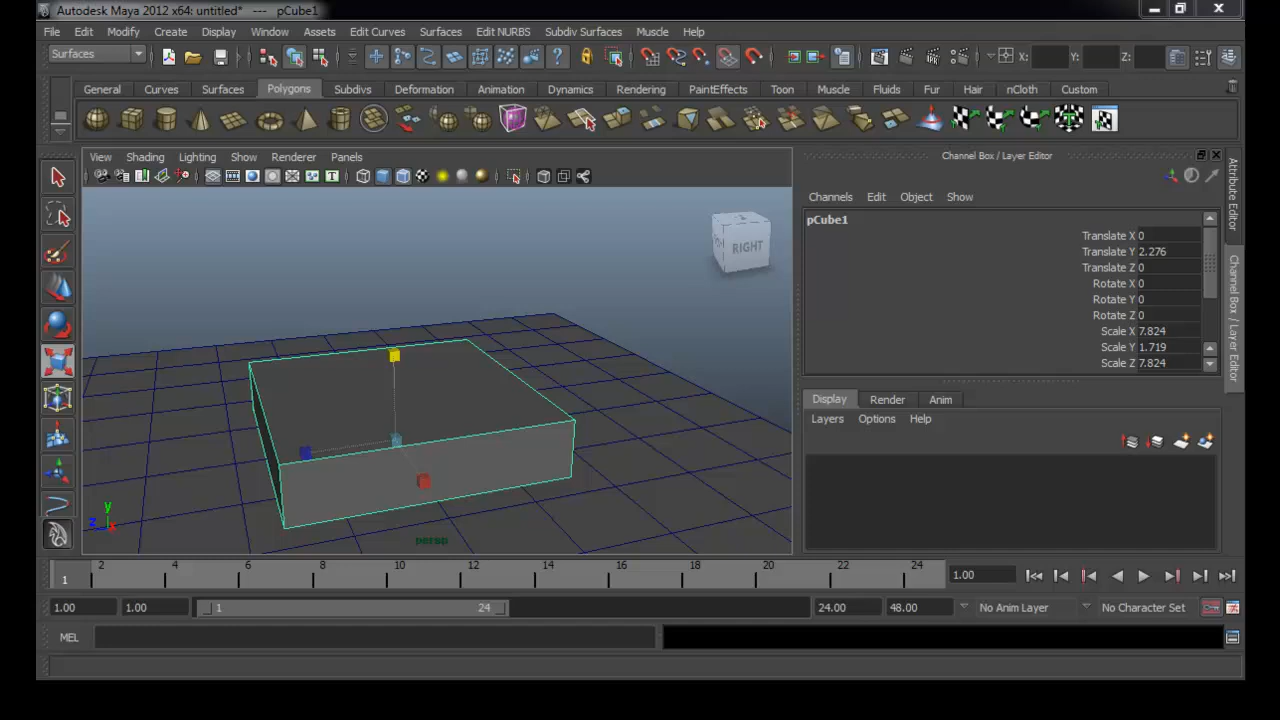 Autodesk Maya 2012 x64: untitled* --- pCube1
File Edit Modify Create Display Window Assets Edit Curves Surfaces Edit NURBS Subdiv Surfaces Muscle Help
Surfaces X: Y: Z:
General Curves Surfaces Polygons Subdivs Deformation Animation Dynamics Rendering PaintEffects Toon Muscle Fluids Fur Hair nCloth Custom
View Shading Lighting Show Renderer Panels
Channel Box / Layer Editor
Channels Edit Object Show
pCube1
Translate X 0
Translate Y 2.276
Translate Z 0
Rotate X 0
Rotate Y 0
Rotate Z 0
Scale X 7.824
Scale Y 1.719
Scale Z 7.824
Attribute Editor
Channel Box / Layer Editor
RIGHT
y
z x
persp
Display Render Anim
Layers Options Help
1 2 4 6 8 10 12 14 16 18 20 22 24 1.00
1.00 1.00 1 24 24.00 48.00 No Anim Layer No Character Set
MEL